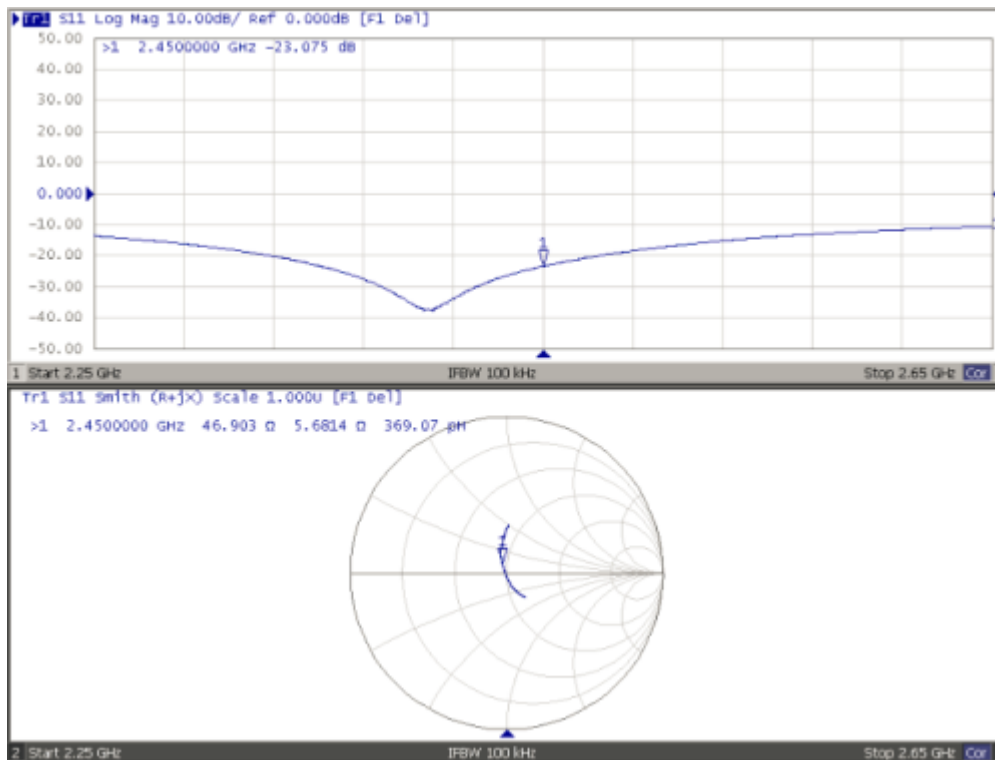 Tr1 S11 Log Mag 10.00dB/ Ref 0.000dB [F1 Del]
50.00
>1 2.4500000 GHz -23.075 dB
40.00
30.00
20.00
10.00
0.000
-10.00
1
-20.00
-30.00
-40.00
-50.00
1 Start 2.25 GHz IFBW 100 kHz Stop 2.65 GHz Cor
Tr1 S11 Smith (R+jX) Scale 1.000U [F1 Del]
>1 2.4500000 GHz 46.903 Ω 5.6814 Ω 369.07 pH
1
2 Start 2.25 GHz IFBW 100 kHz Stop 2.65 GHz Cor